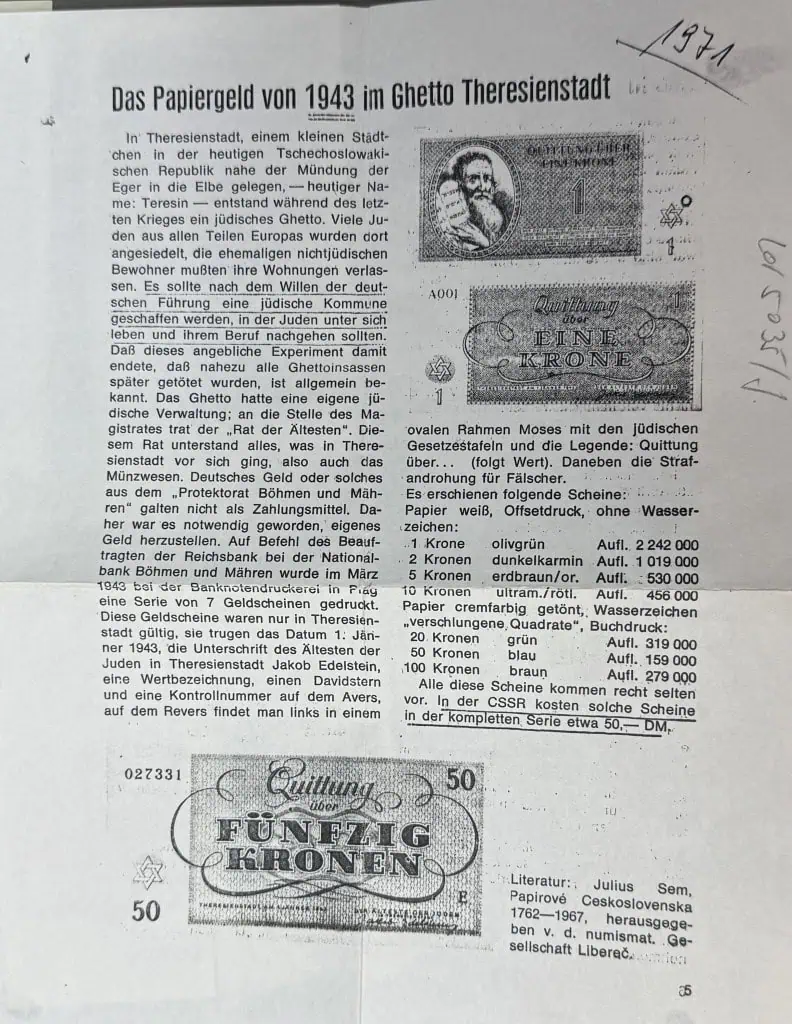 1971
Das Papiergeld von 1943 im Ghetto Theresienstadt
In Theresienstadt, einem kleinen Städt-
chen in der heutigen Tschechoslowaki-
schen Republik nahe der Mündung der
Eger in die Elbe gelegen, — heutiger Na-
me: Teresin — entstand während des letz-
ten Krieges ein jüdisches Ghetto. Viele Ju-
den aus allen Teilen Europas wurden dort
angesiedelt, die ehemaligen nichtjüdischen
Bewohner mußten ihre Wohnungen verlas-
sen. Es sollte nach dem Willen der deut-
schen Führung eine jüdische Kommune
geschaffen werden, in der Juden unter sich
leben und ihrem Beruf nachgehen sollten.
Daß dieses angebliche Experiment damit
endete, daß nahezu alle Ghettoinsassen
später getötet wurden, ist allgemein be-
kannt. Das Ghetto hatte eine eigene jü-
dische Verwaltung; an die Stelle des Ma-
gistrates trat der „Rat der Ältesten". Die-
sem Rat unterstand alles, was in There-
sienstadt vor sich ging, also auch das
Münzwesen. Deutsches Geld oder solches
aus dem „Protektorat Böhmen und Mäh-
ren" galten nicht als Zahlungsmittel. Da-
her war es notwendig geworden, eigenes
Geld herzustellen. Auf Befehl des Beauf-
tragten der Reichsbank bei der National-
bank Böhmen und Mähren wurde im März
1943 bei der Banknotendruckerei in Prag
eine Serie von 7 Geldscheinen gedruckt.
Diese Geldscheine waren nur in Theresien-
stadt gültig, sie trugen das Datum 1. Jän-
ner 1943, die Unterschrift des Ältesten der
Juden in Theresienstadt Jakob Edelstein,
eine Wertbezeichnung, einen Davidstern
und eine Kontrollnummer auf dem Avers,
auf dem Revers findet man links in einem
QUITTUNG ÜBER
EINE KRONE
1
1
A001
Quittung
über
EINE
KRONE
1
1
ovalen Rahmen Moses mit den jüdischen
Gesetzestafeln und die Legende: Quittung
über... (folgt Wert). Daneben die Straf-
androhung für Fälscher.
Es erschienen folgende Scheine:
Papier weiß, Offsetdruck, ohne Wasser-
zeichen:
1 Krone olivgrün Aufl. 2 242 000
2 Kronen dunkelkarmin Aufl. 1 019 000
5 Kronen erdbraun/or. Aufl. 530 000
10 Kronen ultram./rötl. Aufl. 456 000
Papier cremfarbig getönt, Wasserzeichen
„verschlungene Quadrate", Buchdruck:
20 Kronen grün Aufl. 319 000
50 Kronen blau Aufl. 159 000
100 Kronen braun Aufl. 279 000
Alle diese Scheine kommen recht selten
vor. In der CSSR kosten solche Scheine
in der kompletten Serie etwa 50,— DM.
027331
Quittung
über
FÜNFZIG
KRONEN
50
50
E
Literatur: Julius Sem,
Papirové Ceskoslovenska
1762—1967, herausgege-
ben v. d. numismat. Ge-
sellschaft Libereč.